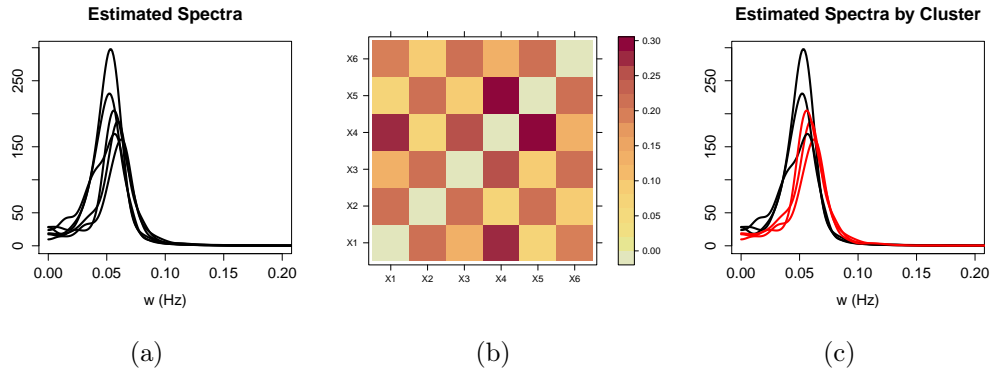 Estimated Spectra
250
150
50
0
0.00 0.05 0.10 0.15 0.20
w (Hz)
(a)
X6
X5
X4
X3
X2
X1
X1 X2 X3 X4 X5 X6
0.30
0.25
0.20
0.15
0.10
0.05
0.00
(b)
Estimated Spectra by Cluster
250
150
50
0
0.00 0.05 0.10 0.15 0.20
w (Hz)
(c)